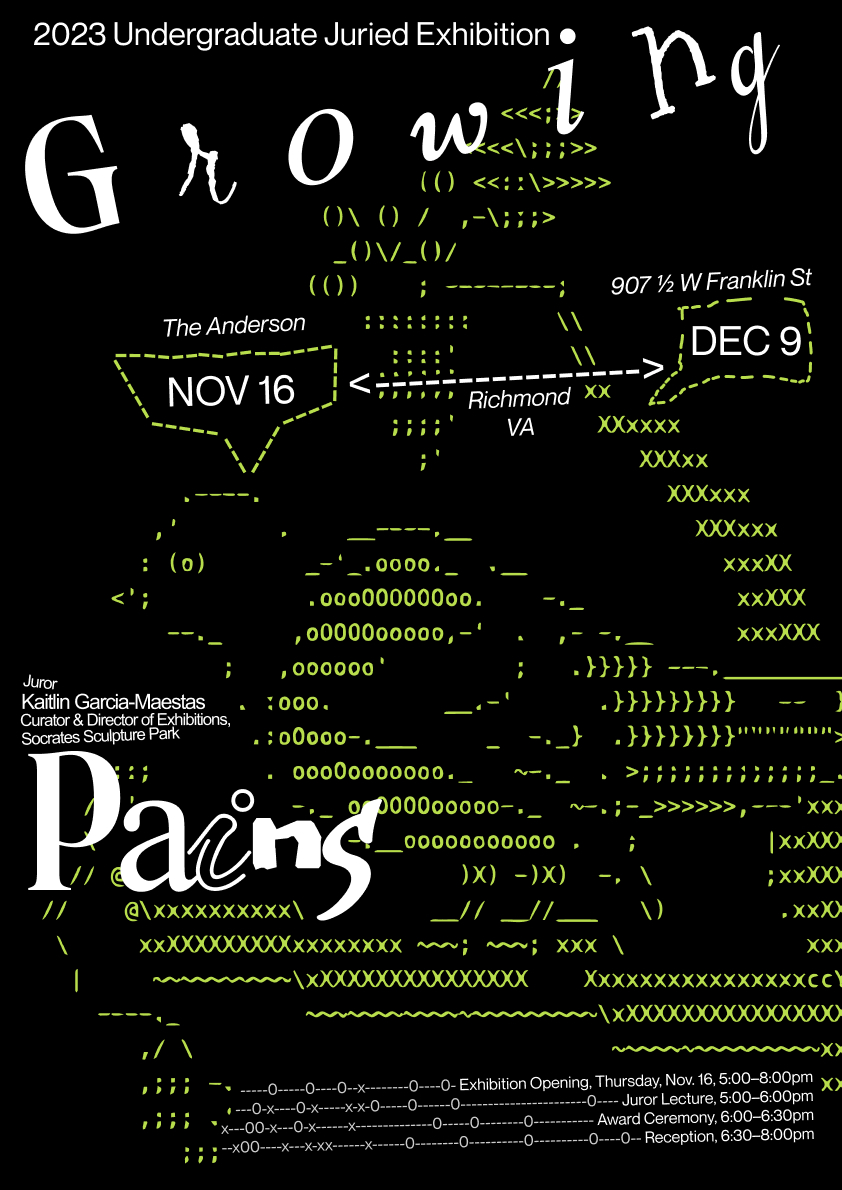 2023 Undergraduate Juried Exhibition
Growing
907 ½ W Franklin St
The Anderson
DEC 9
NOV 16
Richmond
VA
Juror
Kaitlin Garcia-Maestas
Curator & Director of Exhibitions,
Socrates Sculpture Park
Pains
Exhibition Opening, Thursday, Nov. 16, 5:00–8:00pm
Juror Lecture, 5:00–6:00pm
Award Ceremony, 6:00–6:30pm
Reception, 6:30–8:00pm